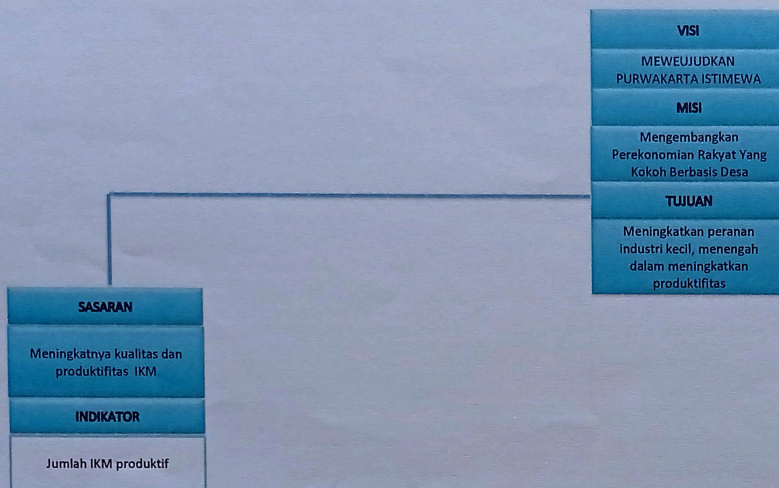 VISI
MEWEUJUDKAN
PURWAKARTA ISTIMEWA
MISI
Mengembangkan
Perekonomian Rakyat Yang
Kokoh Berbasis Desa
TUJUAN
Meningkatkan peranan
industri kecil, menengah
dalam meningkatkan
produktifitas
SASARAN
Meningkatnya kualitas dan
produktifitas IKM
INDIKATOR
Jumlah IKM produktif